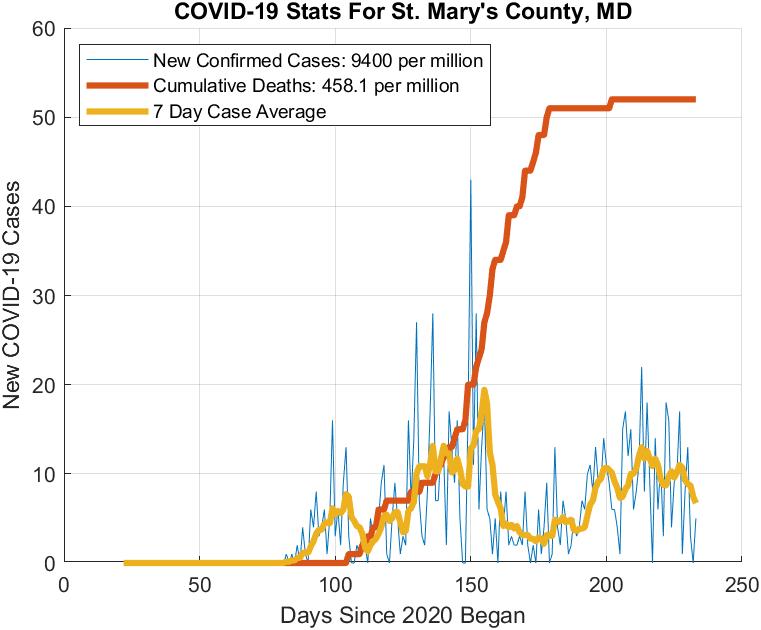 COVID-19 Stats For St. Mary's County, MD
New Confirmed Cases: 9400 per million
Cumulative Deaths: 458.1 per million
7 Day Case Average
New COVID-19 Cases
60
50
40
30
20
10
0
0 50 100 150 200 250
Days Since 2020 Began